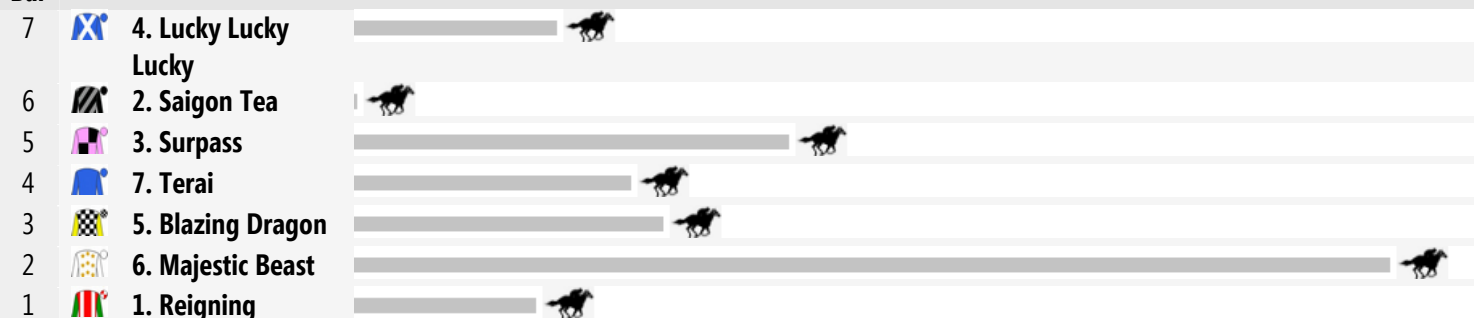 Bar
7 4. Lucky Lucky
Lucky
6 2. Saigon Tea
5 3. Surpass
4 7. Terai
3 5. Blazing Dragon
2 6. Majestic Beast
1 1. Reigning